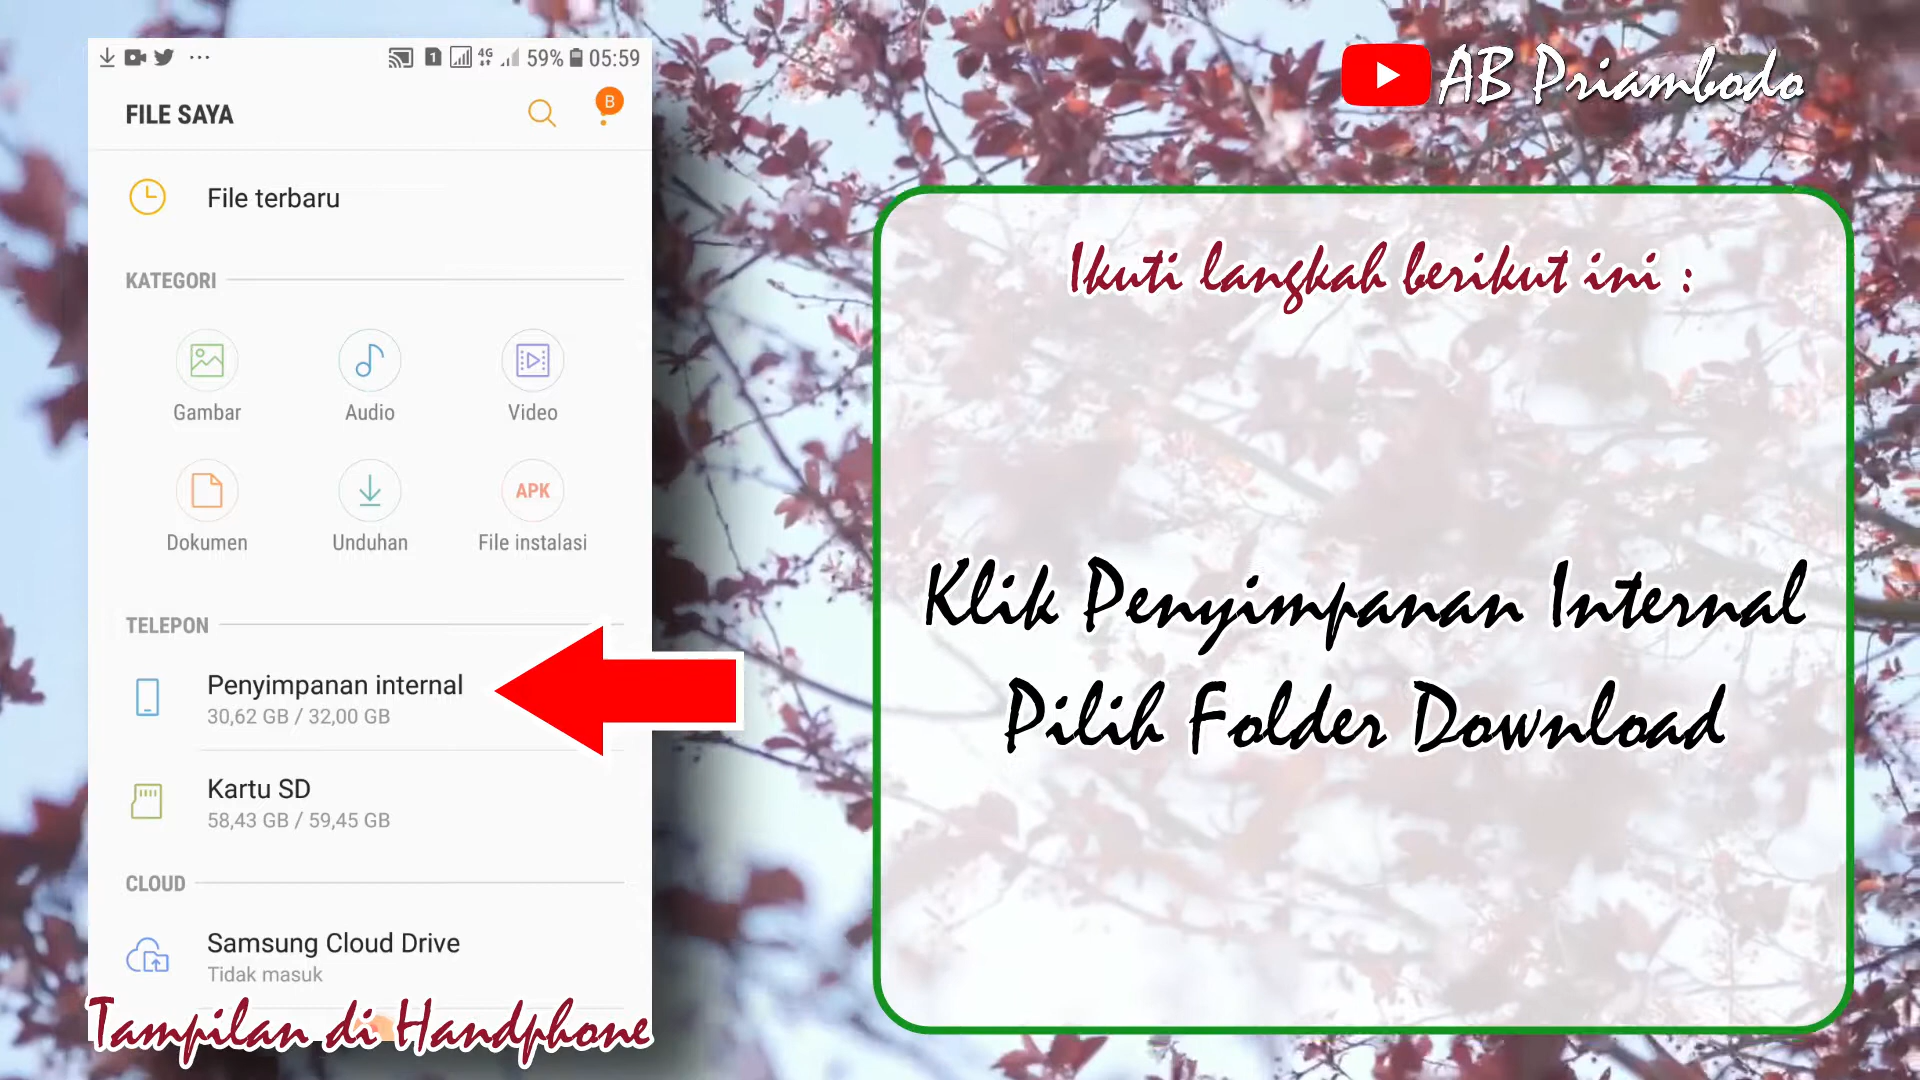 4G 59% 05:59
FILE SAYA
B
File terbaru
KATEGORI
Gambar
Audio
Video
Dokumen
Unduhan
APK
File instalasi
TELEPON
Penyimpanan internal
30,62 GB / 32,00 GB
Kartu SD
58,43 GB / 59,45 GB
CLOUD
Samsung Cloud Drive
Tidak masuk
Tampilan di Handphone
AB Priambodo
Ikuti langkah berikut ini :
Klik Penyimpanan Internal
Pilih Folder Download